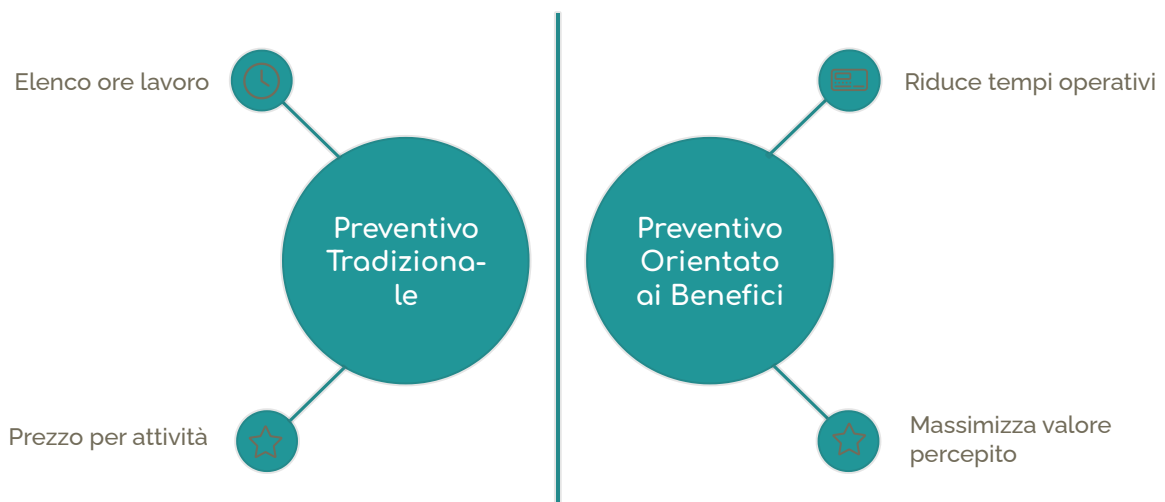 Elenco ore lavoro
Preventivo
Tradiziona-
le
Prezzo per attività
Riduce tempi operativi
Preventivo
Orientato
ai Benefici
Massimizza valore
percepito